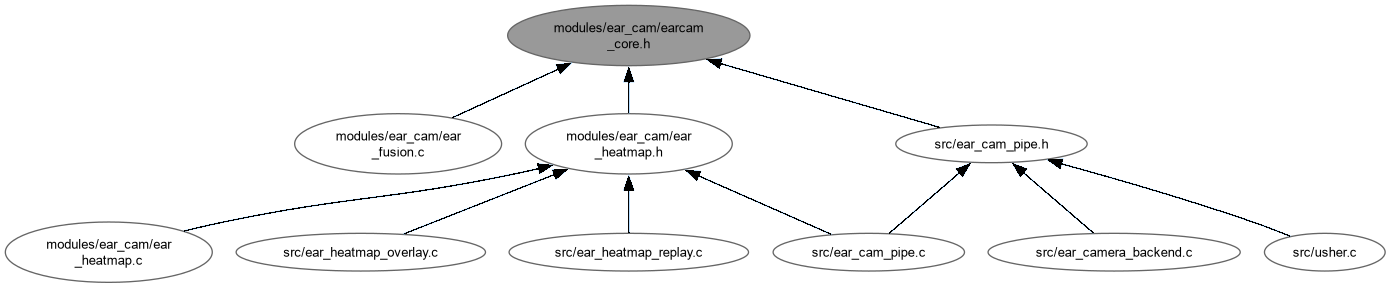 modules/ear_cam/earcam
_core.h
modules/ear_cam/ear
_fusion.c
modules/ear_cam/ear
_heatmap.h
src/ear_cam_pipe.h
modules/ear_cam/ear
_heatmap.c
src/ear_heatmap_overlay.c
src/ear_heatmap_replay.c
src/ear_cam_pipe.c
src/ear_camera_backend.c
src/usher.c